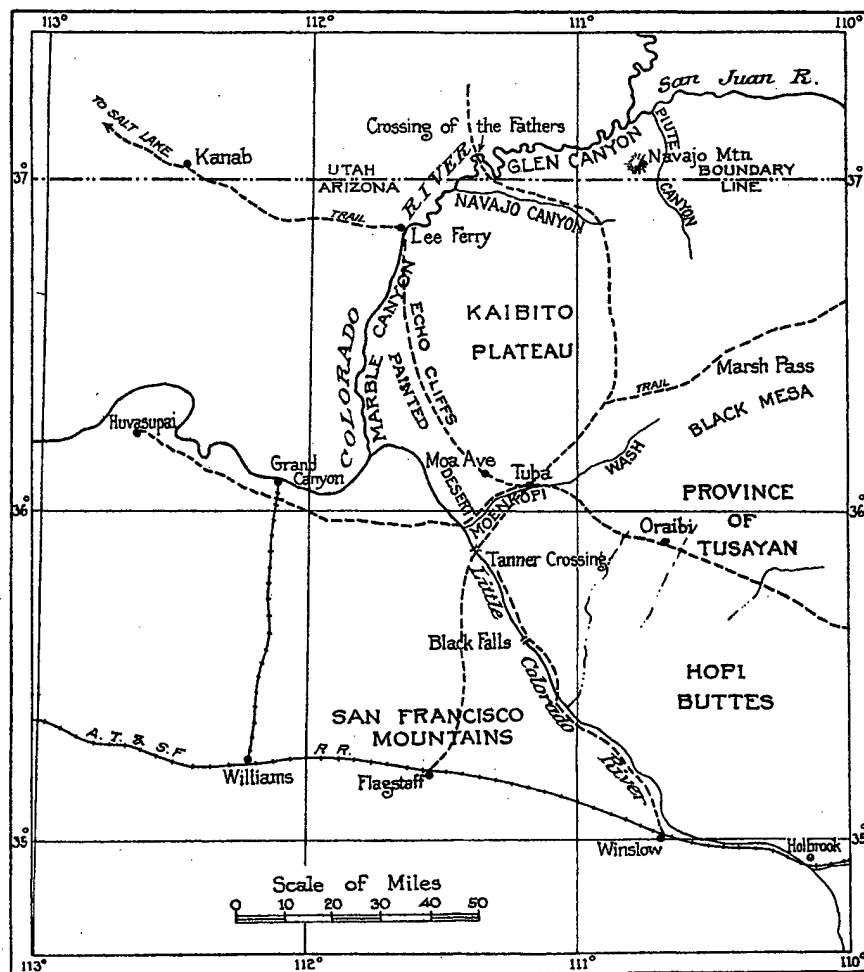 113°
112°
111°
110°
San Juan R.
TO SALT LAKE
Kanab
Crossing of the Fathers
GLEN CANYON
PIUTE
CANYON
Navajo Mtn.
UTAH
ARIZONA
BOUNDARY
LINE
37°
37°
RIVER
NAVAJO CANYON
TRAIL
Lee Ferry
COLORADO
MARBLE CANYON
ECHO CLIFFS
PAINTED
DESERT
KAIBITO
PLATEAU
Marsh Pass
TRAIL
BLACK MESA
Huvasupai
Grand
Canyon
Moa Ave
Tuba
WASH
MOENKOPI
PROVINCE
OF
TUSAYAN
36°
36°
Oraibi
Tanner Crossing
Little
Colorado
River
Black Falls
HOPI
BUTTES
SAN FRANCISCO
MOUNTAINS
A. T. & S. F
R R.
Williams
Flagstaff
35°
35°
Winslow
Holbrook
Scale of Miles
0 10 20 30 40 50
113°
112°
111°
110°